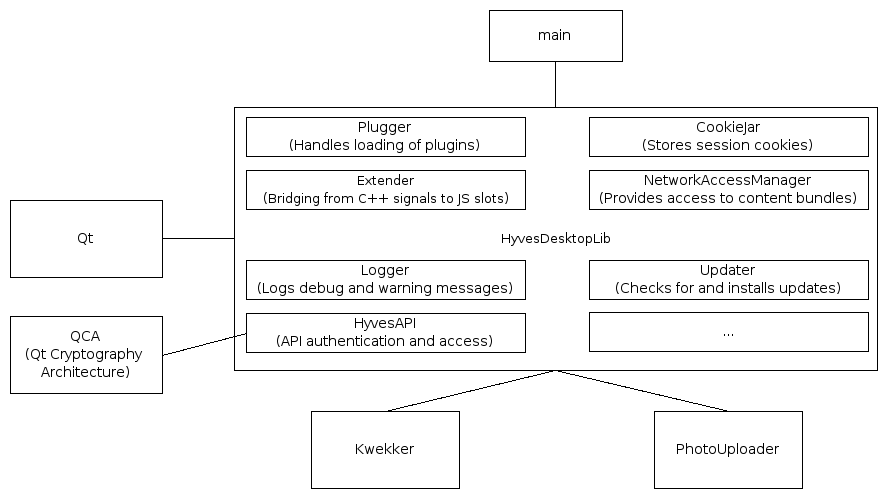 main
Plugger
(Handles loading of plugins)
CookieJar
(Stores session cookies)
Extender
(Bridging from C++ signals to JS slots)
NetworkAccessManager
(Provides access to content bundles)
Qt
HyvesDesktopLib
Logger
(Logs debug and warning messages)
Updater
(Checks for and installs updates)
HyvesAPI
(API authentication and access)
...
QCA
(Qt Cryptography
Architecture)
Kwekker
PhotoUploader